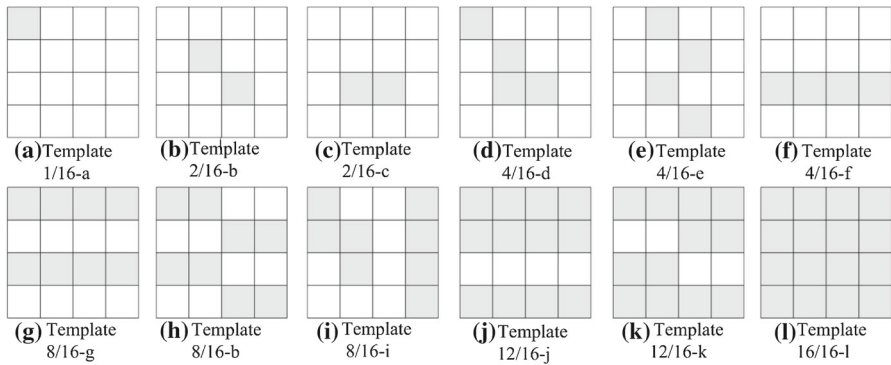 (a) Template
1/16-a
(b) Template
2/16-b
(c) Template
2/16-c
(d) Template
4/16-d
(e) Template
4/16-e
(f) Template
4/16-f
(g) Template
8/16-g
(h) Template
8/16-b
(i) Template
8/16-i
(j) Template
12/16-j
(k) Template
12/16-k
(l) Template
16/16-l